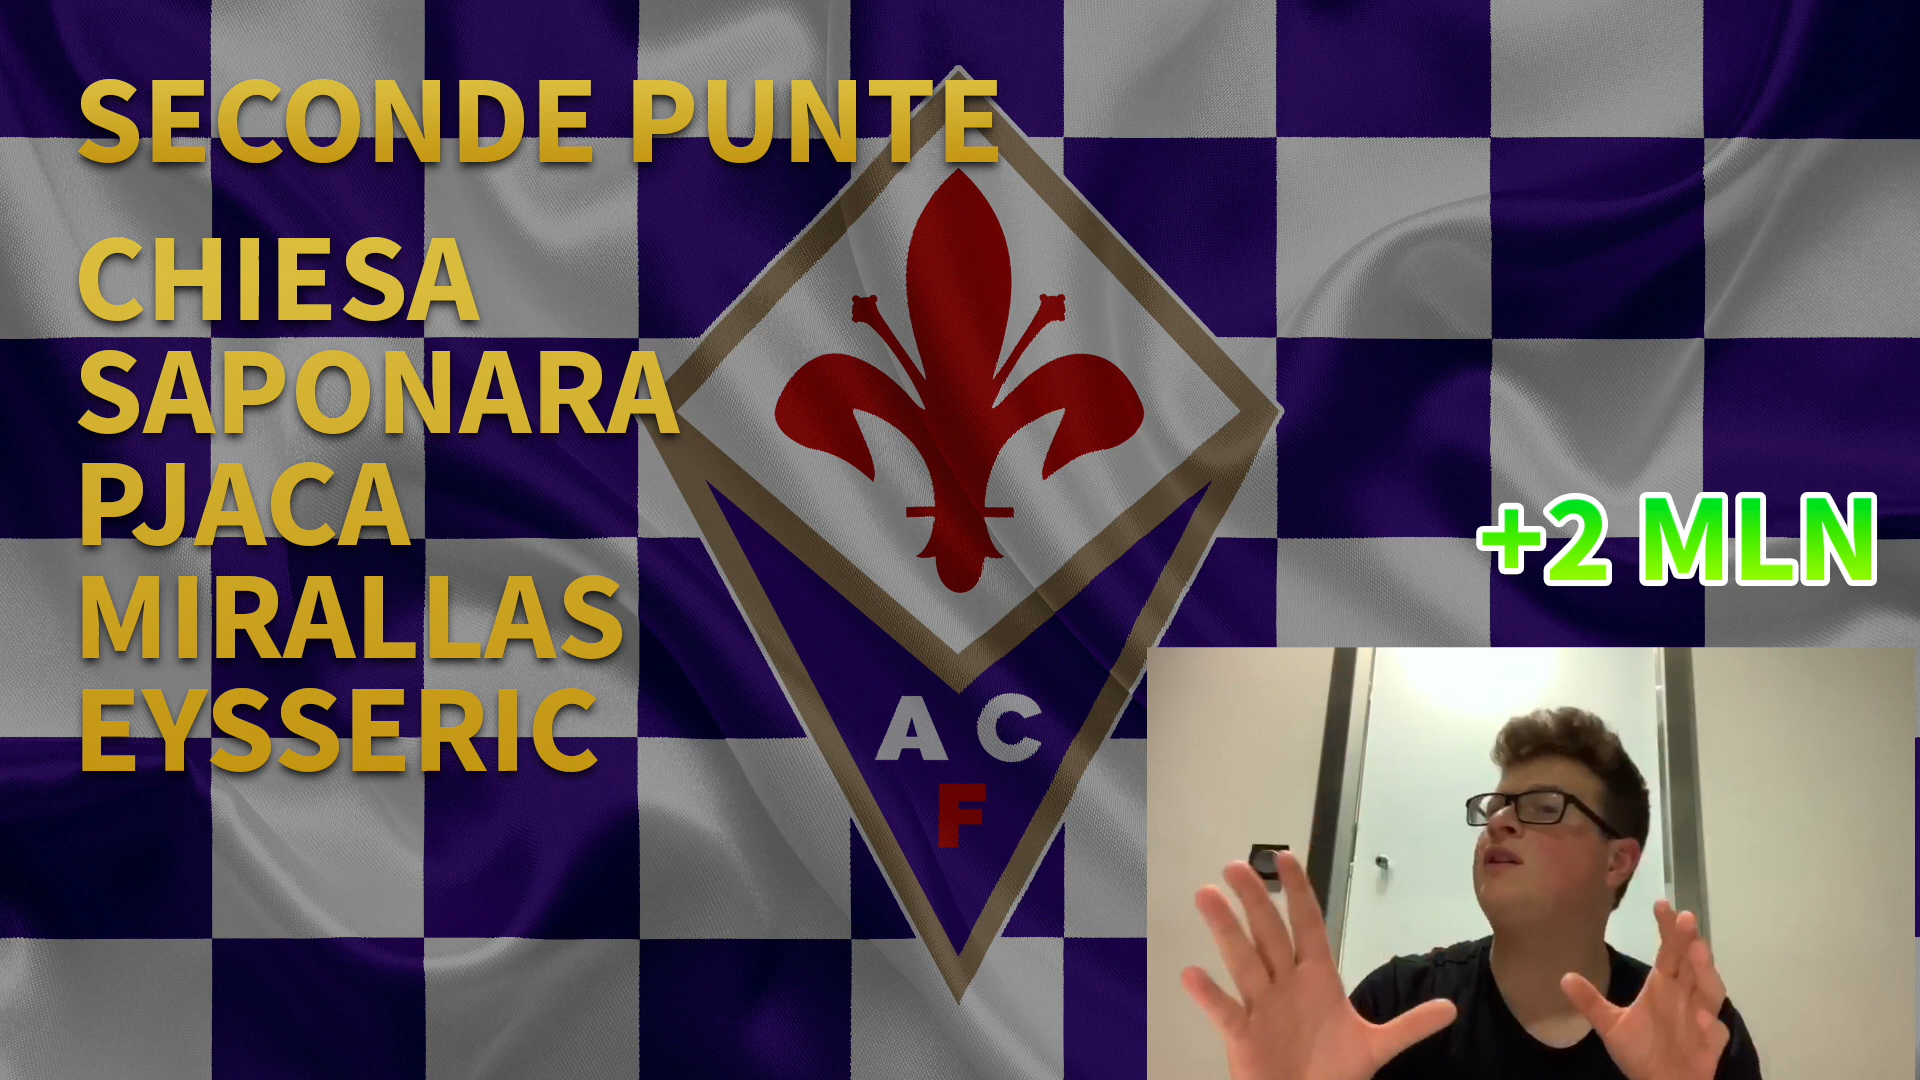 SECONDE PUNTE
CHIESA
SAPONARA
PJACA
MIRALLAS
EYSSERIC
+2 MLN
A C
F